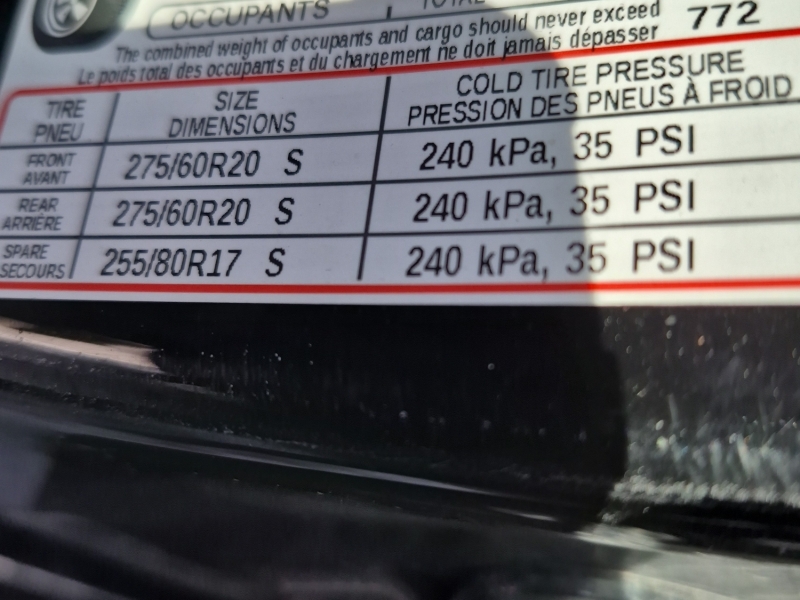 OCCUPANTS
The combined weight of occupants and cargo should never exceed 772
Le poids total des occupants et du chargement ne doit jamais dépasser
TIRE SIZE COLD TIRE PRESSURE
PNEU DIMENSIONS PRESSION DES PNEUS À FROID
FRONT
AVANT 275/60R20 S 240 kPa, 35 PSI
REAR
ARRIÈRE 275/60R20 S 240 kPa, 35 PSI
SPARE
SECOURS 255/80R17 S 240 kPa, 35 PSI